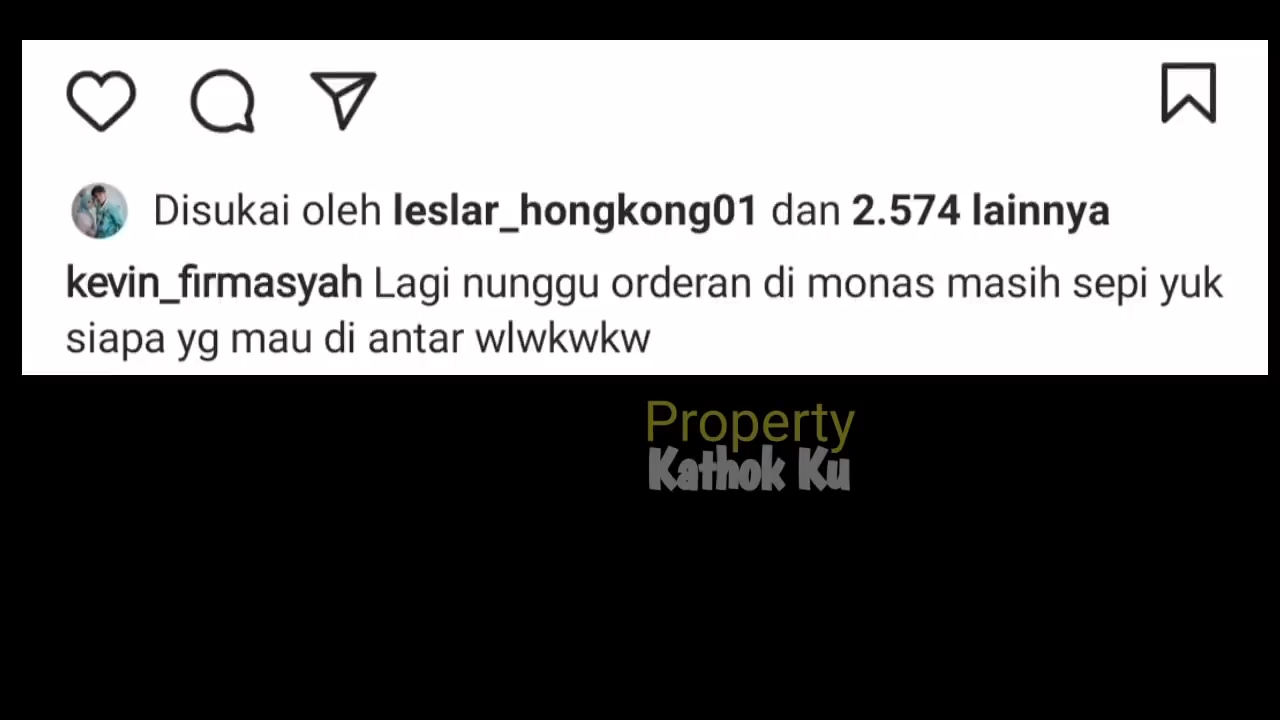 Disukai oleh leslar_hongkong01 dan 2.574 lainnya
kevin_firmasyah Lagi nunggu orderan di monas masih sepi yuk
siapa yg mau di antar wlwkwkw
Property
Kathok Ku